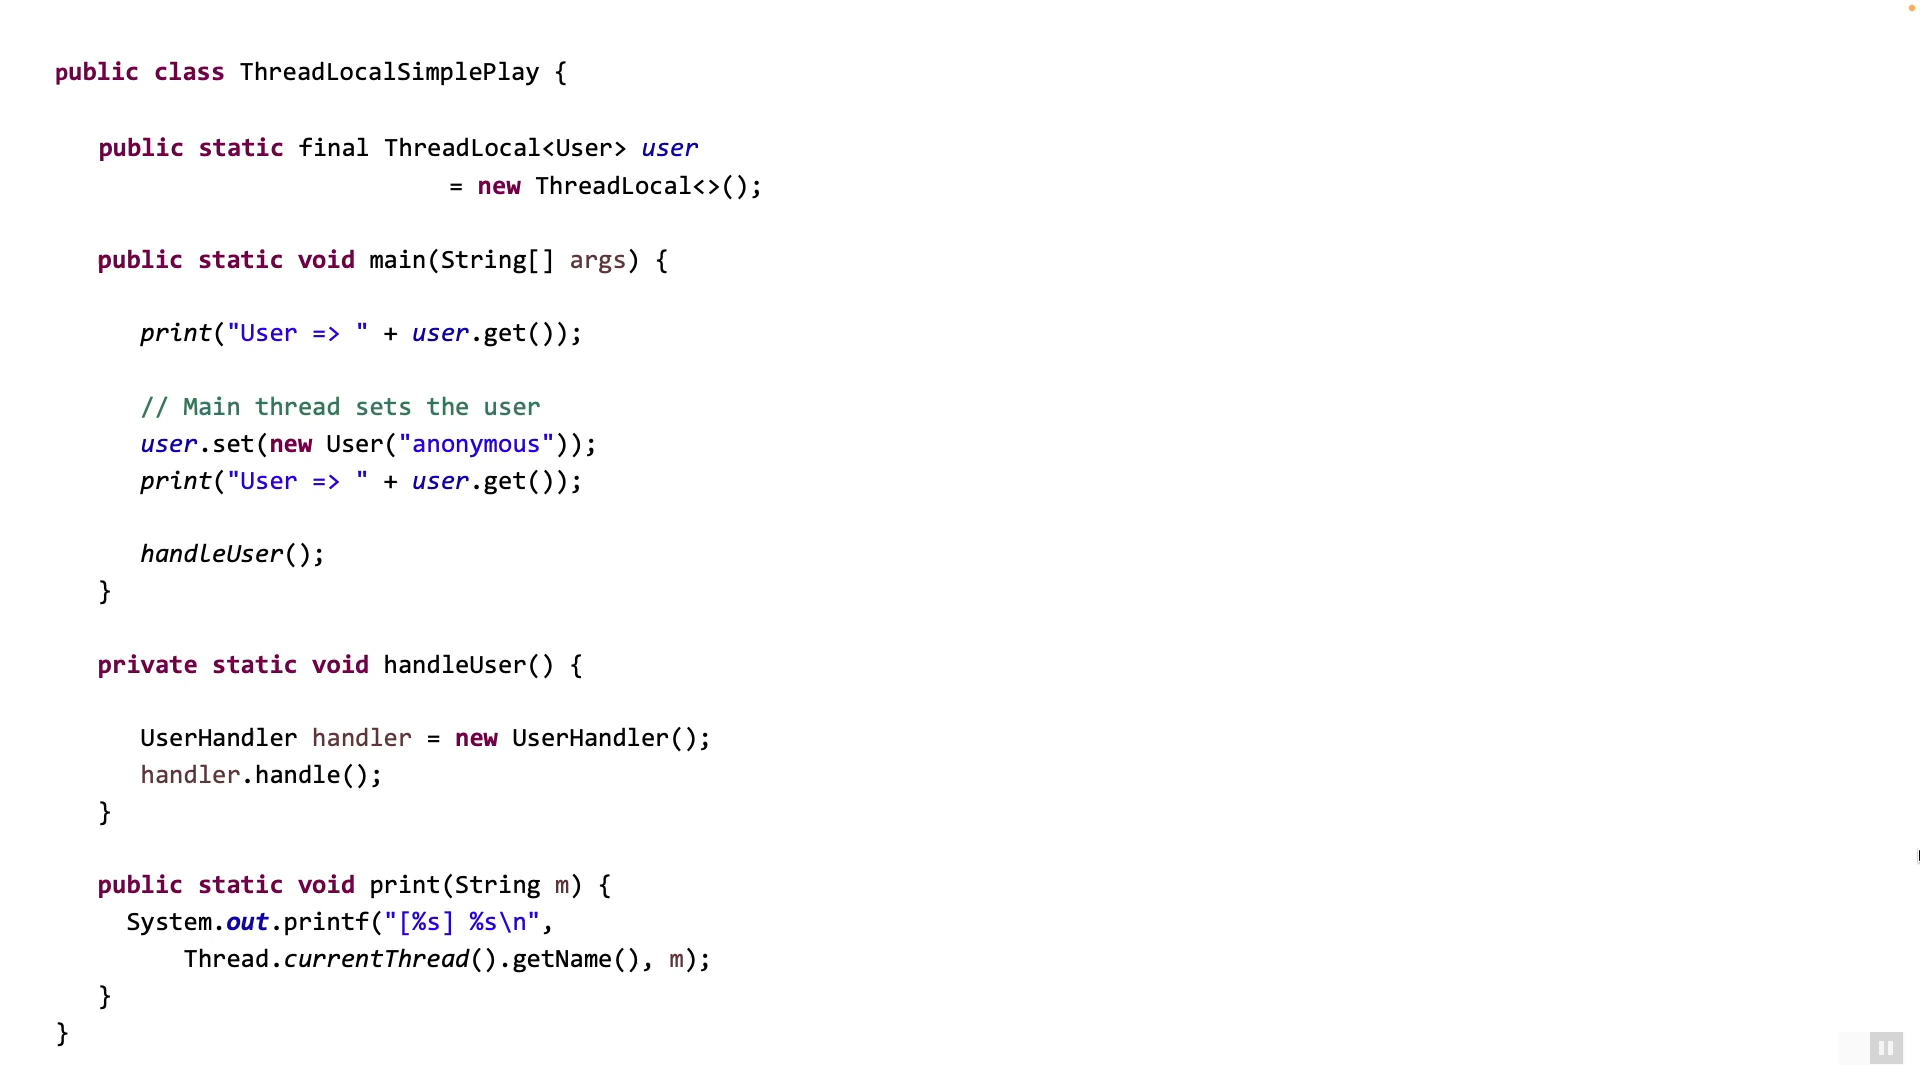 public class ThreadLocalSimplePlay {
public static final ThreadLocal<User> user
= new ThreadLocal<>();
public static void main(String[] args) {
print("User => " + user.get());
// Main thread sets the user
user.set(new User("anonymous"));
print("User => " + user.get());
handleUser();
}
private static void handleUser() {
UserHandler handler = new UserHandler();
handler.handle();
}
public static void print(String m) {
System.out.printf("[%s] %s\n",
Thread.currentThread().getName(), m);
}
}